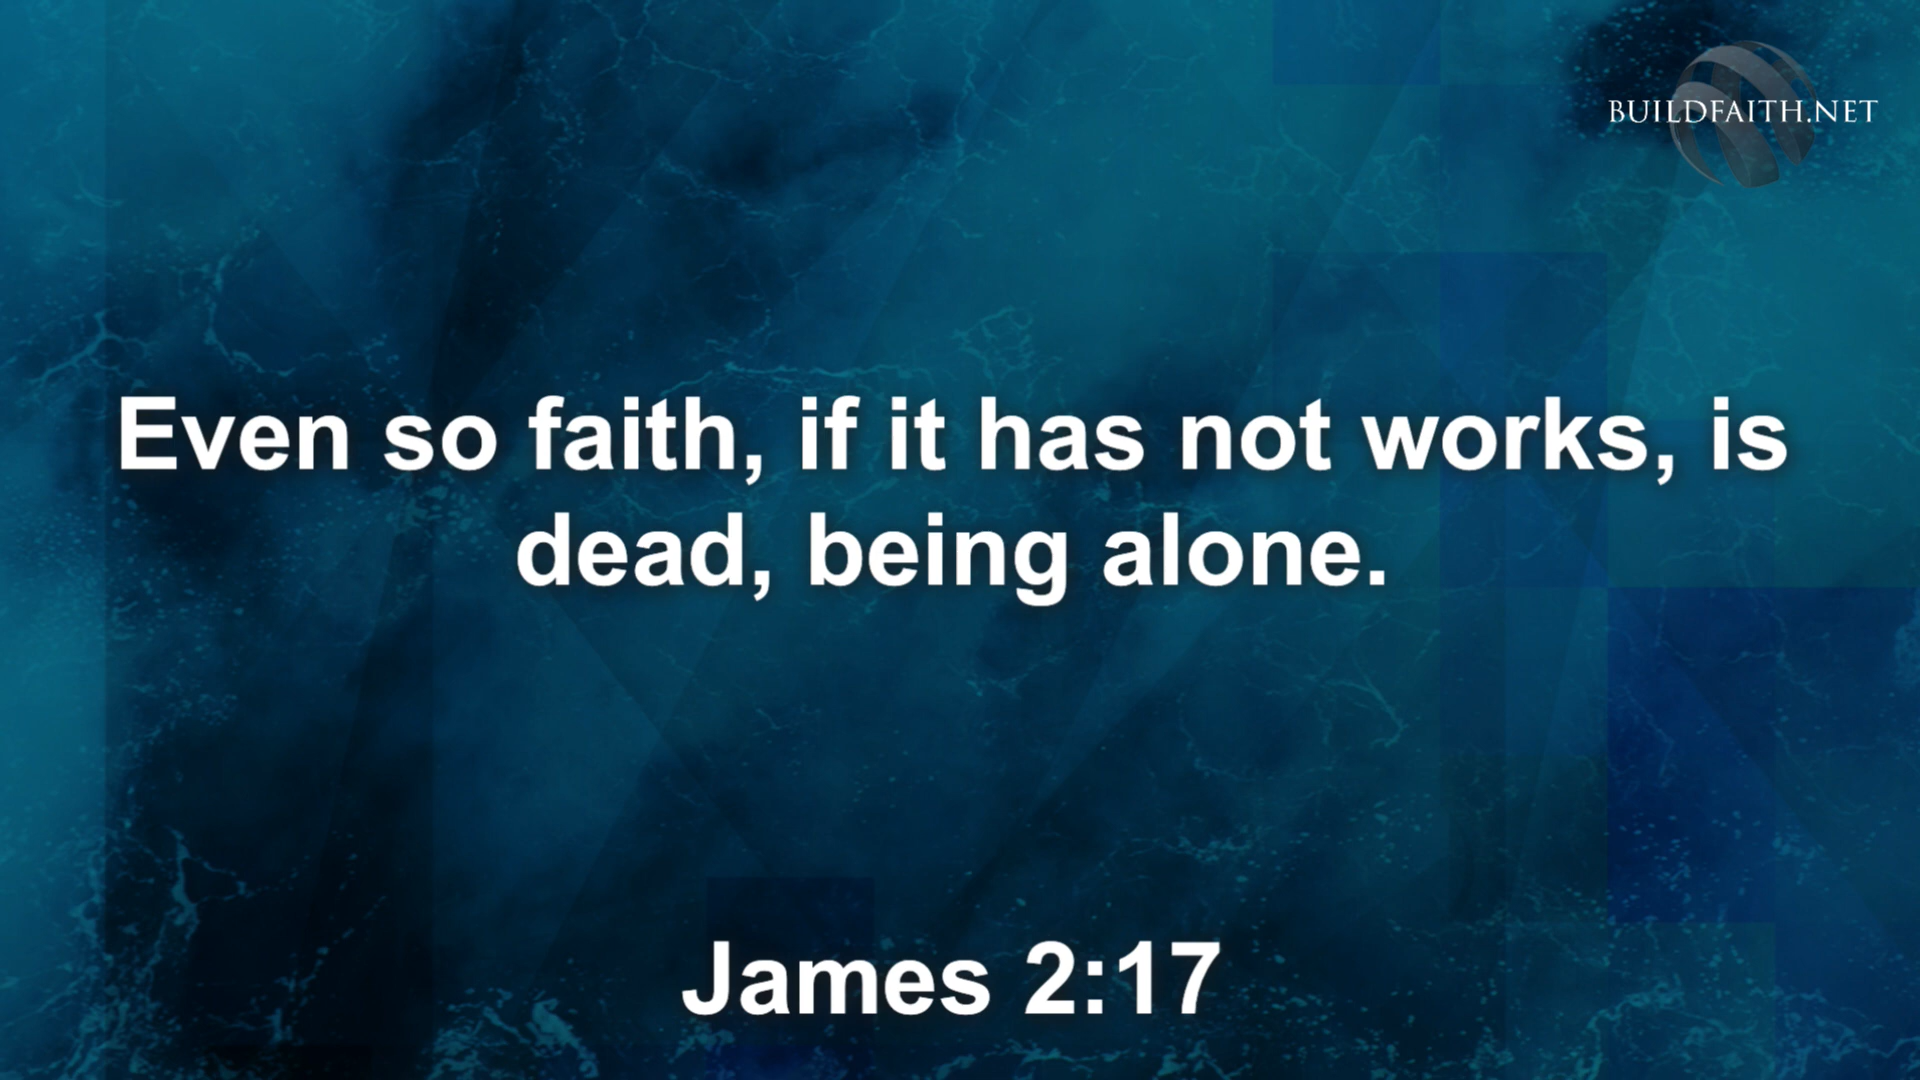 BUILDFAITH.NET
Even so faith, if it has not works, is
dead, being alone.
James 2:17